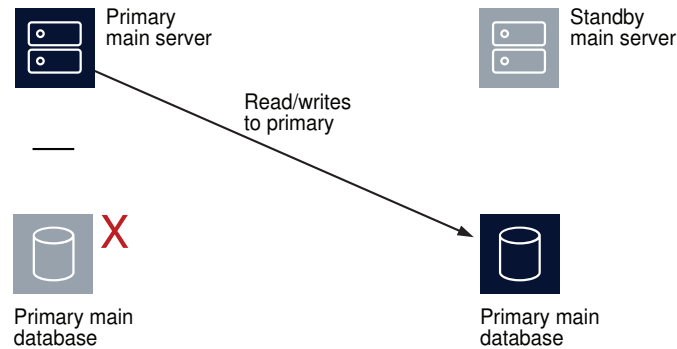 Primary
main server
Standby
main server
Read/writes
to primary
X
Primary main
database
Primary main
database